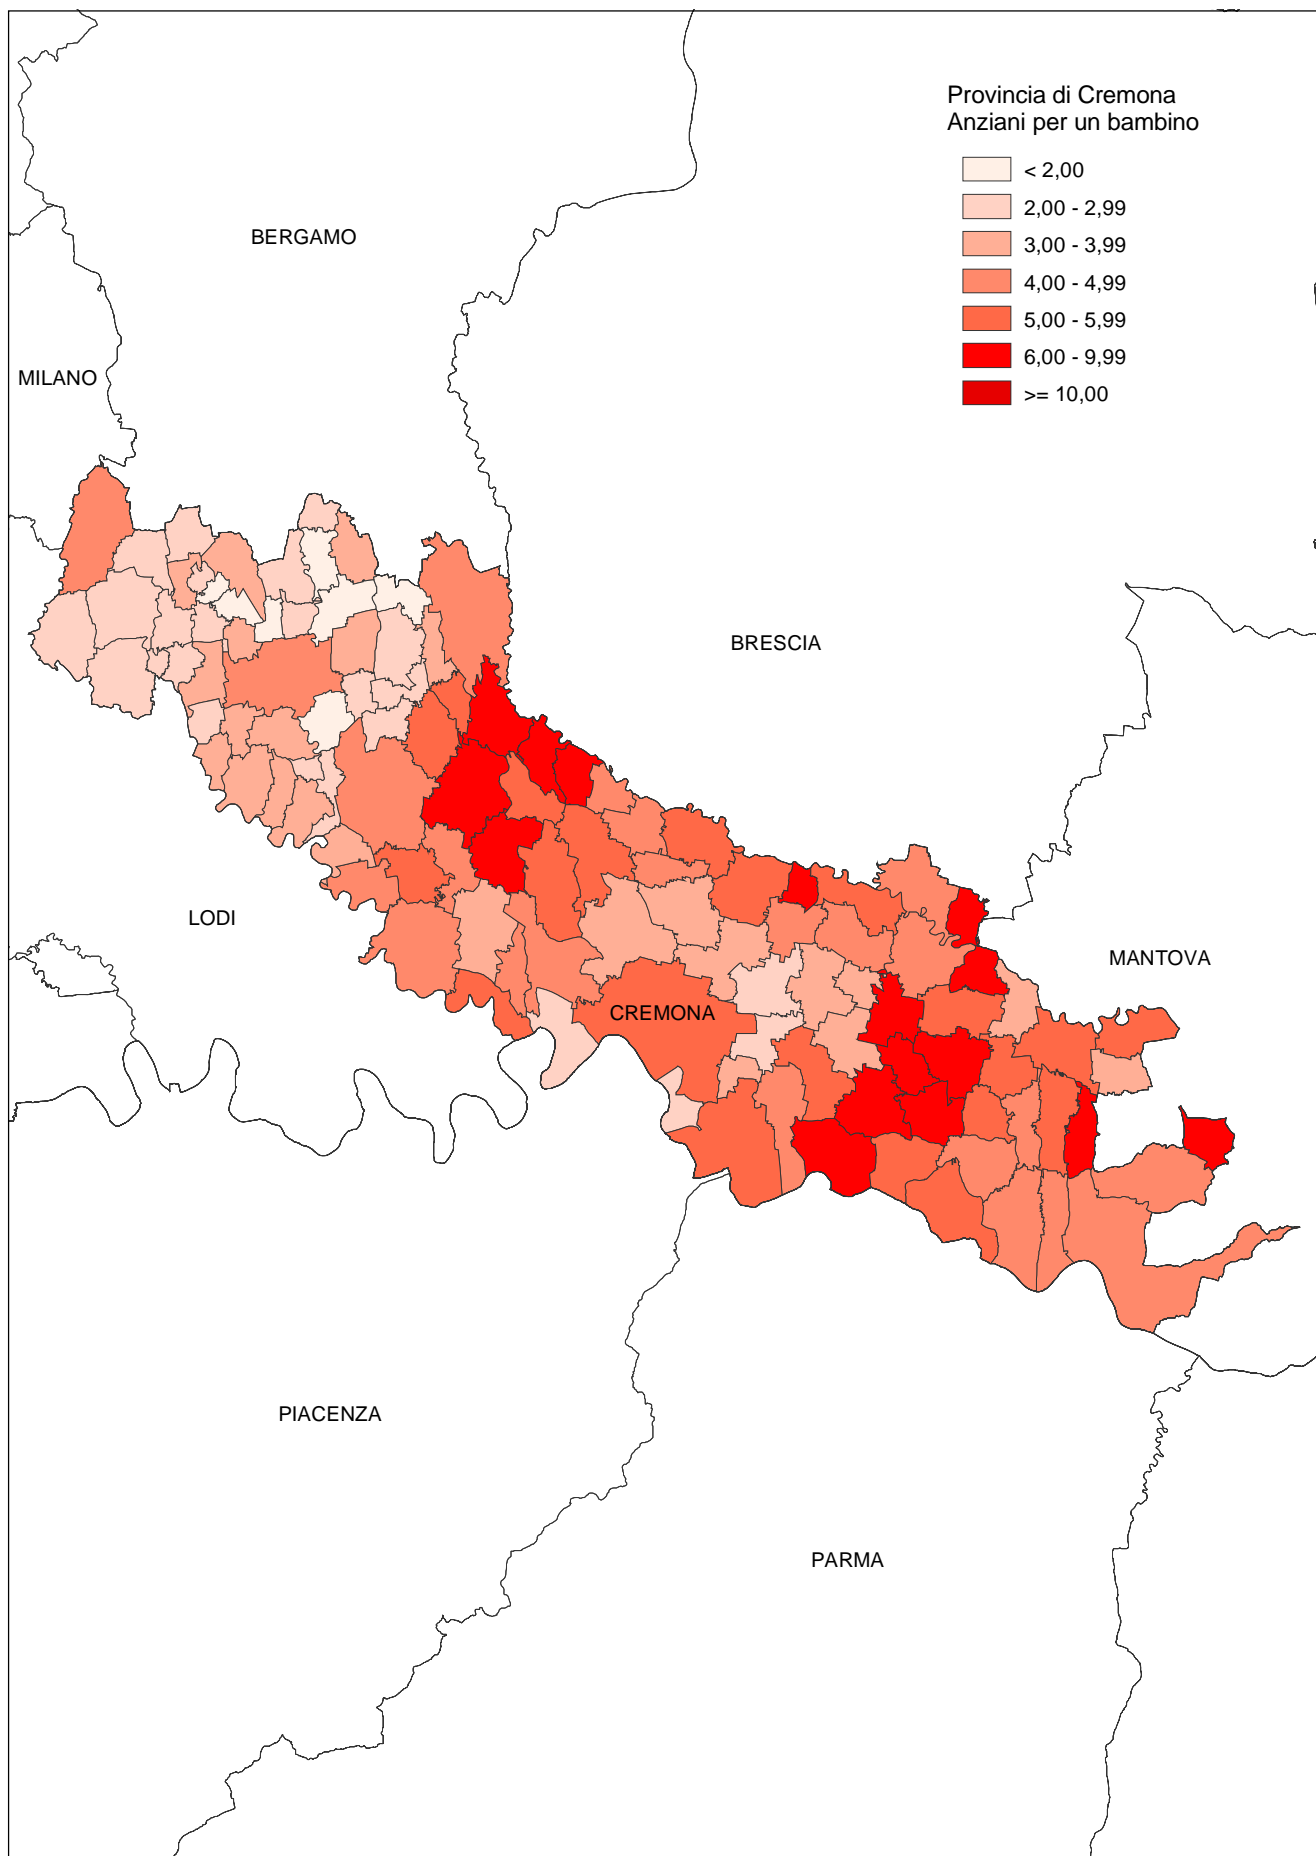 Provincia di Cremona
Anziani per un bambino
< 2,00
2,00 - 2,99
3,00 - 3,99
4,00 - 4,99
5,00 - 5,99
6,00 - 9,99
>= 10,00
BERGAMO
MILANO
BRESCIA
LODI
MANTOVA
CREMONA
PIACENZA
PARMA